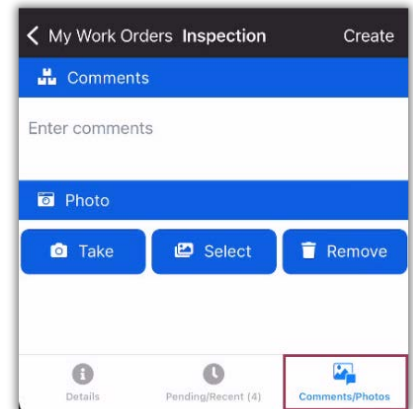 My Work Orders Inspection Create
Comments
Enter comments
Photo
Take Select Remove
Details Pending/Recent (4) Comments/Photos